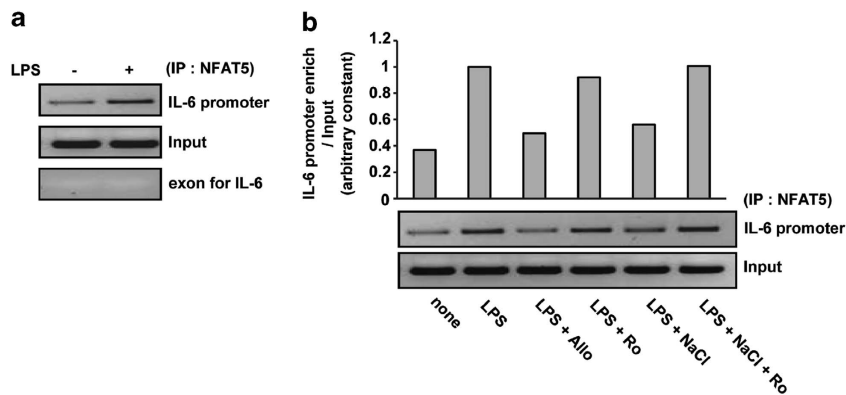 a
LPS - + (IP : NFAT5)
IL-6 promoter
Input
exon for IL-6
b
IL-6 promoter enrich
/ Input
(arbitrary constant)
1.2
1
0.8
0.6
0.4
0.2
0
(IP : NFAT5)
IL-6 promoter
Input
none
LPS
LPS + Allo
LPS + Ro
LPS + NaCl
LPS + NaCl + Ro